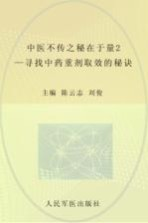 中医不传之秘在于量2
—寻找中药重剂取效的秘诀
主编 陈云志 周俊
人民军医出版社